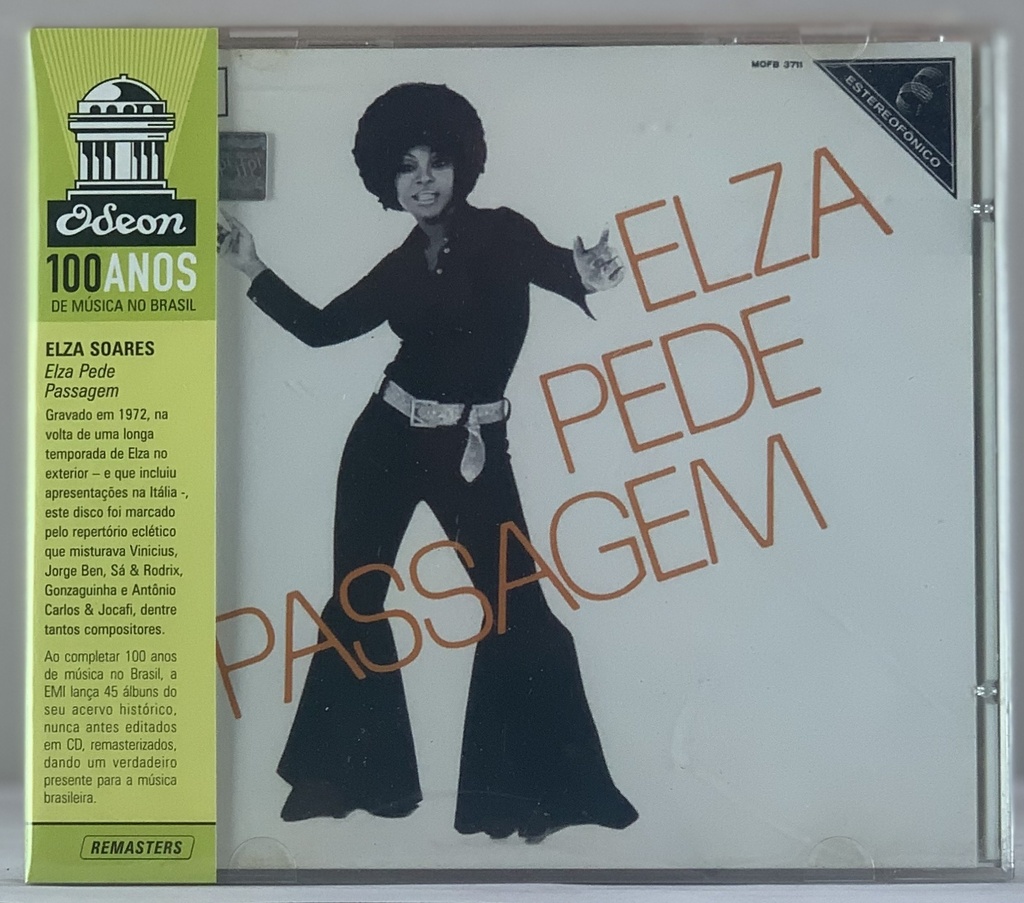 Odeon
100 ANOS
DE MÚSICA NO BRASIL
ELZA SOARES
Elza Pede
Passagem
Gravado em 1972, na
volta de uma longa
temporada de Elza no
exterior – e que incluiu
apresentações na Itália -,
este disco foi marcado
pelo repertório eclético
que misturava Vinicius,
Jorge Ben, Sá & Rodrix,
Gonzaguinha e Antônio
Carlos & Jocafi, dentre
tantos compositores.
Ao completar 100 anos
de música no Brasil, a
EMI lança 45 álbuns do
seu acervo histórico,
nunca antes editados
em CD, remasterizados,
dando um verdadeiro
presente para a música
brasileira.
REMASTERS
MOFB 3711
ESTEREOFÔNICO
ELZA
PEDE
PASSAGEM